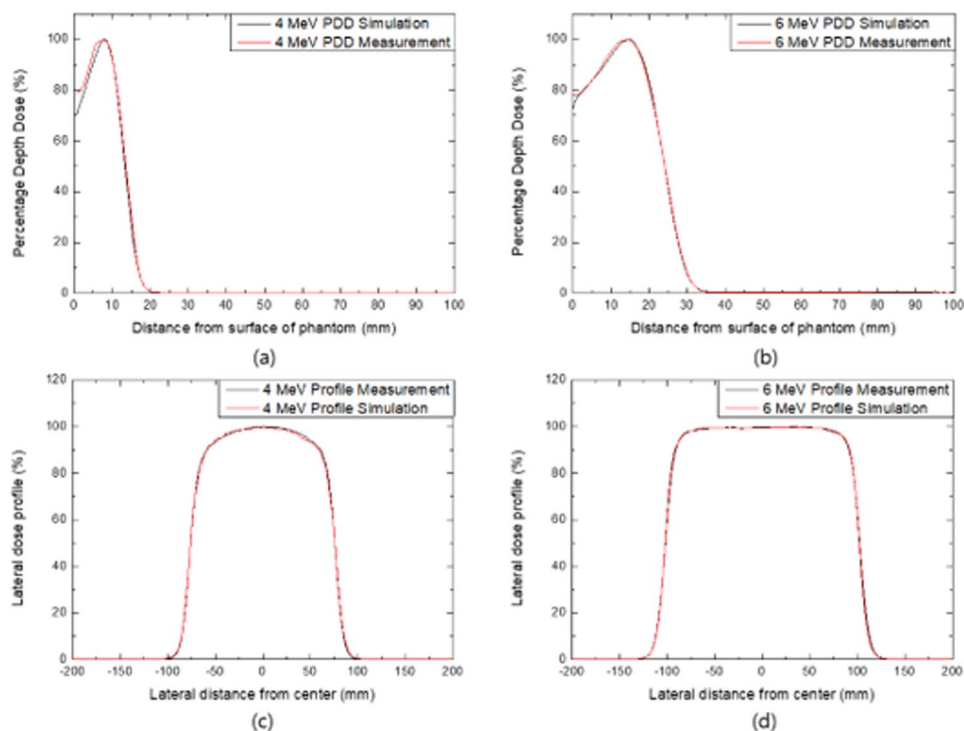 4 MeV PDD Simulation
4 MeV PDD Measurement
100
80
60
40
20
0
Percentage Depth Dose (%)
0 10 20 30 40 50 60 70 80 90 100
Distance from surface of phantom (mm)
(a)
6 MeV PDD Simulation
6 MeV PDD Measurement
100
80
60
40
20
0
Percentage Depth Dose (%)
0 10 20 30 40 50 60 70 80 90 100
Distance from surface of phantom (mm)
(b)
4 MeV Profile Measurement
4 MeV Profile Simulation
120
100
80
60
40
20
0
Lateral dose profile (%)
-200 -150 -100 -50 0 50 100 150 200
Lateral distance from center (mm)
(c)
6 MeV Profile Measurement
6 MeV Profile Simulation
120
100
80
60
40
20
0
Lateral dose profile (%)
-200 -150 -100 -50 0 50 100 150 200
Lateral distance from center (mm)
(d)